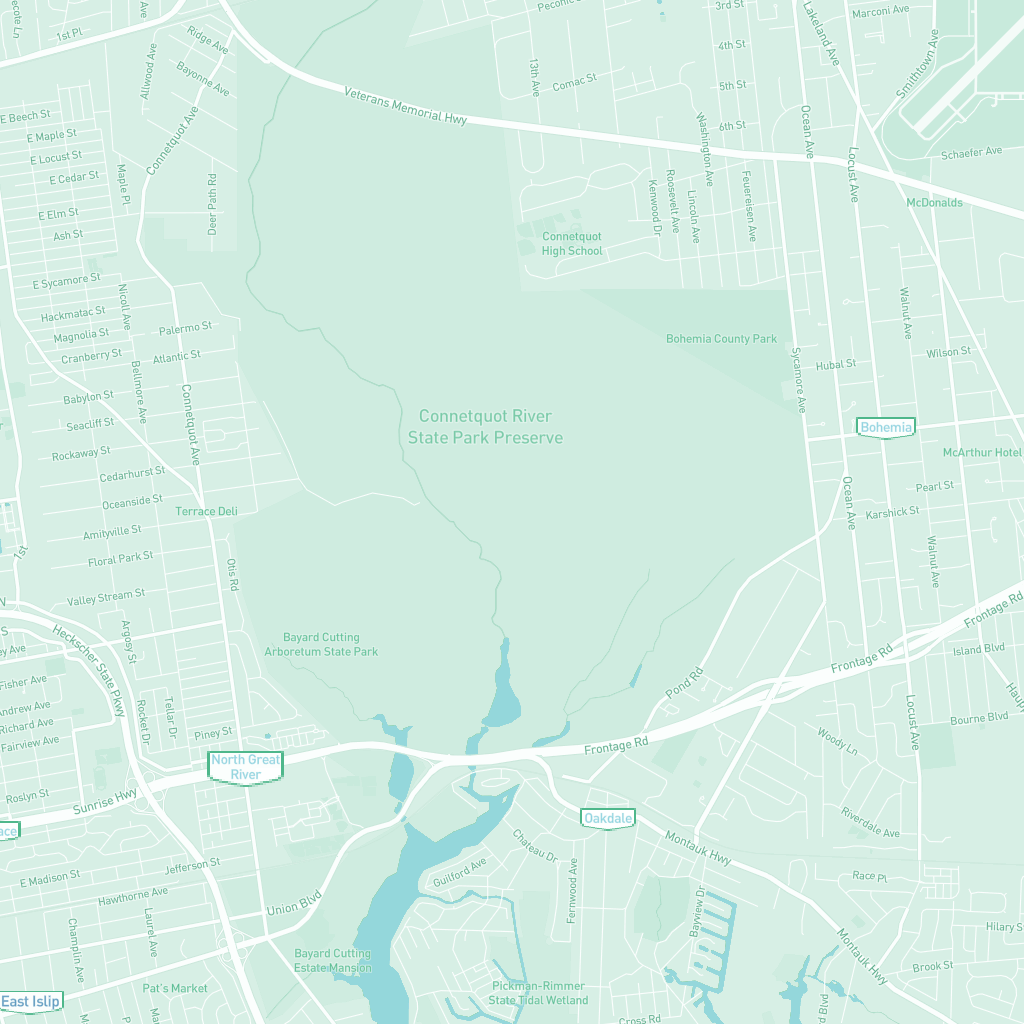 Peconic
3rd St
Marconi Ave
Lakeland Ave
1st Pl
Ridge Ave
Allwood Ave
4th St
Smithtown Ave
13th Ave
Comac St
5th St
Bayonne Ave
Veterans Memorial Hwy
E Beech St
E Maple St
Connetquot Ave
6th St
Washington Ave
Ocean Ave
Locust Ave
Schaefer Ave
E Locust St
E Cedar St
Maple Pl
Deer Path Rd
Kenwood Dr
Roosevelt Ave
Lincoln Ave
Feuereisen Ave
McDonalds
E Elm St
Ash St
Connetquot
High School
E Sycamore St
Nicoll Ave
Hackmatac St
Magnolia St
Palermo St
Walnut Ave
Bohemia County Park
Cranberry St
Atlantic St
Bellmore Ave
Sycamore Ave
Hubal St
Wilson St
Babylon St
Connetquot Ave
Seacliff St
Connetquot River
State Park Preserve
Bohemia
Rockaway St
McArthur Hotel
Cedarhurst St
Oceanside St
Terrace Deli
Pearl St
Ocean Ave
Karshick St
Amityville St
1st
Floral Park St
Otis Rd
Walnut Ave
Valley Stream St
Frontage Rd
Heckscher State Pkwy
Argosy St
Bayard Cutting
Arboretum State Park
Frontage Rd
Island Blvd
Fisher Ave
Pond Rd
Andrew Ave
Rocket Dr
Tellar Dr
Richard Ave
Piney St
Locust Ave
Bourne Blvd
Fairview Ave
Frontage Rd
Woody Ln
North Great
River
Roslyn St
Sunrise Hwy
Oakdale
Riverdale Ave
Montauk Hwy
Chateau Dr
Jefferson St
E Madison St
Guilford Ave
Fernwood Ave
Race Pl
Hawthorne Ave
Union Blvd
Bayview Dr
Champlin Ave
Laurel Ave
Hilary St
Montauk Hwy
Bayard Cutting
Estate Mansion
Brook St
Pat's Market
Pickman-Rimmer
State Tidal Wetland
East Islip
Cross Rd